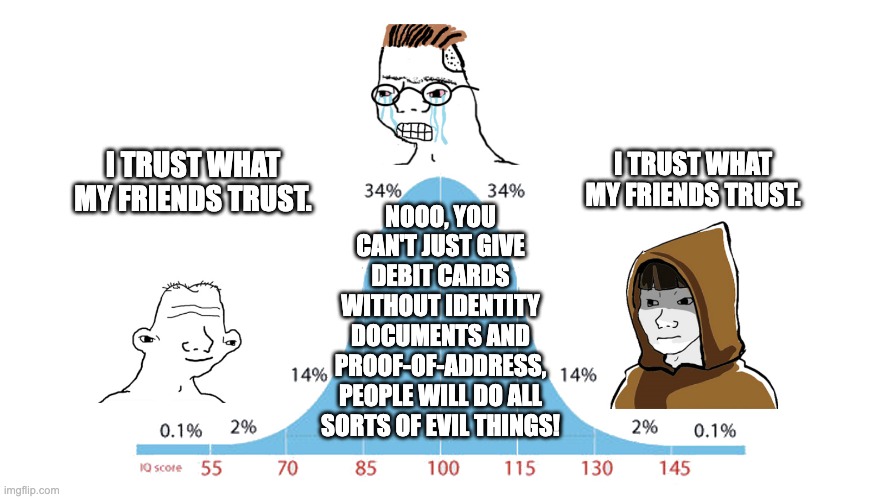 I TRUST WHAT
MY FRIENDS TRUST.
I TRUST WHAT
MY FRIENDS TRUST.
34%
34%
NOOO, YOU
CAN'T JUST GIVE
DEBIT CARDS
WITHOUT IDENTITY
DOCUMENTS AND
PROOF-OF-ADDRESS,
PEOPLE WILL DO ALL
SORTS OF EVIL THINGS!
14%
14%
0.1%
2%
2%
0.1%
IQ score
55
70
85
100
115
130
145
imgflip.com